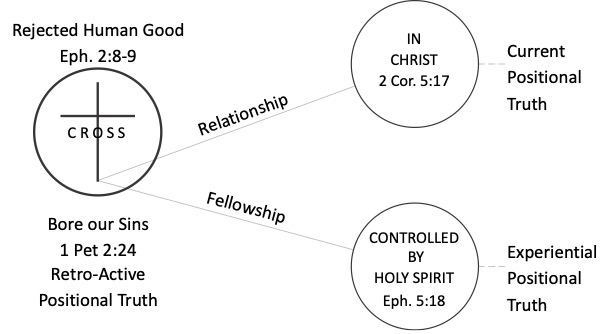 Rejected Human Good
Eph. 2:8-9
CROSS
Bore our Sins
1 Pet 2:24
Retro-Active
Positional Truth
Relationship
Fellowship
IN
CHRIST
2 Cor. 5:17
Current
Positional
Truth
CONTROLLED
BY
HOLY SPIRIT
Eph. 5:18
Experiential
Positional
Truth